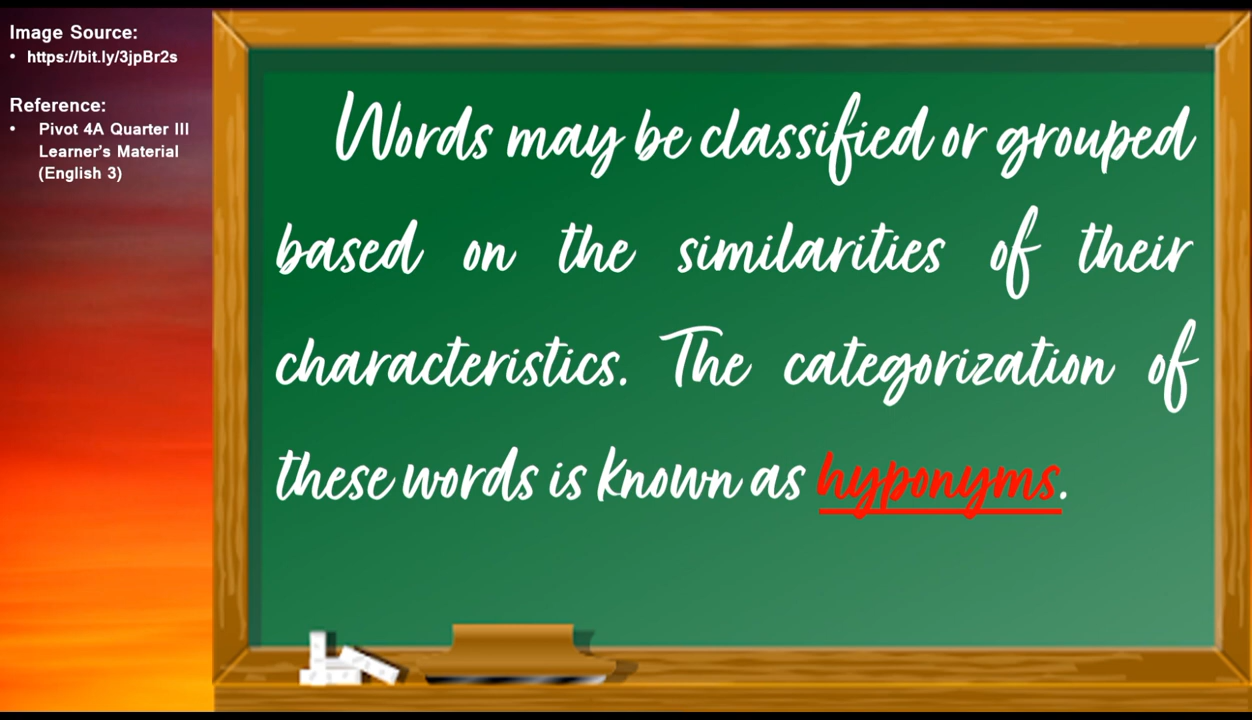 Image Source:
• https://bit.ly/3jpBr2s
Reference:
• Pivot 4A Quarter III
Learner's Material
(English 3)
Words may be classified or grouped
based on the similarities of their
characteristics. The categorization of
these words is known as hyponyms.